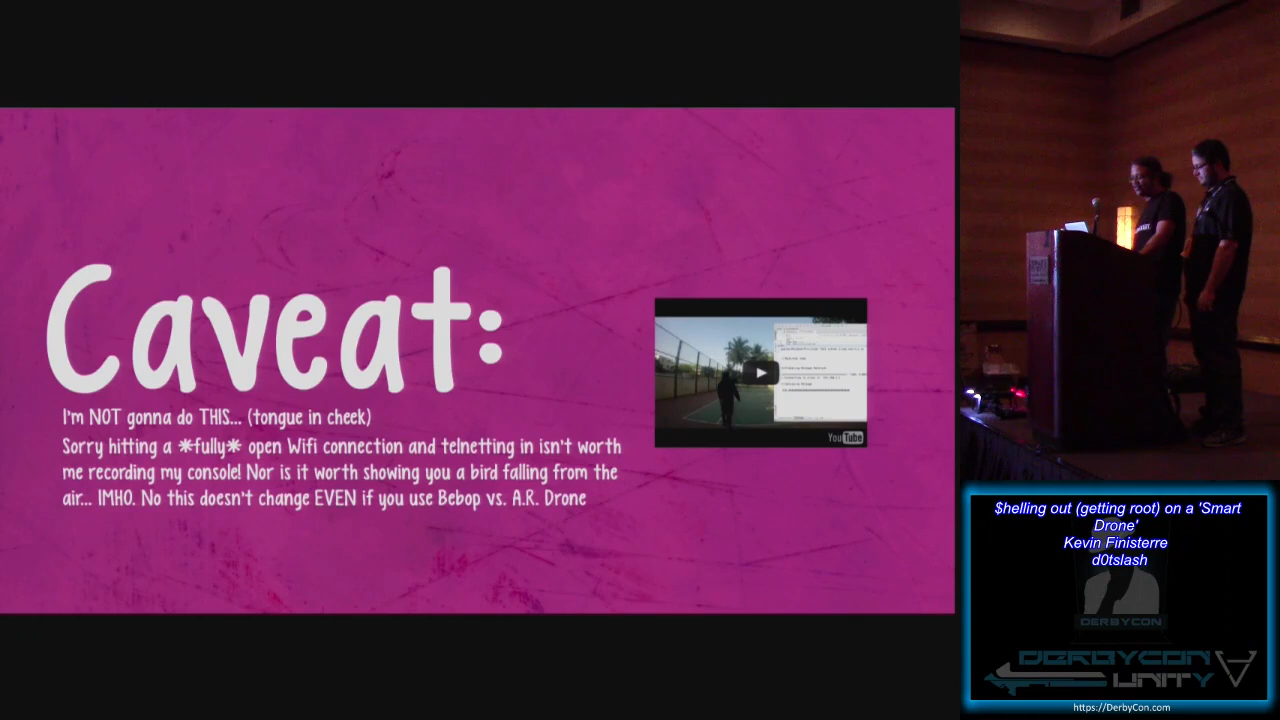 Caveat:
I'm NOT gonna do THIS... (tongue in cheek)
Sorry hitting a *fully* open Wifi connection and telnetting in isn't worth
me recording my console! Nor is it worth showing you a bird falling from the
air... IMHO. No this doesn't change EVEN if you use Bebop vs. A.R. Drone
YouTube
$helling out (getting root) on a 'Smart
Drone'
Kevin Finisterre
d0tslash
DERBYCON
DERBYCON
UNITY
https://DerbyCon.com